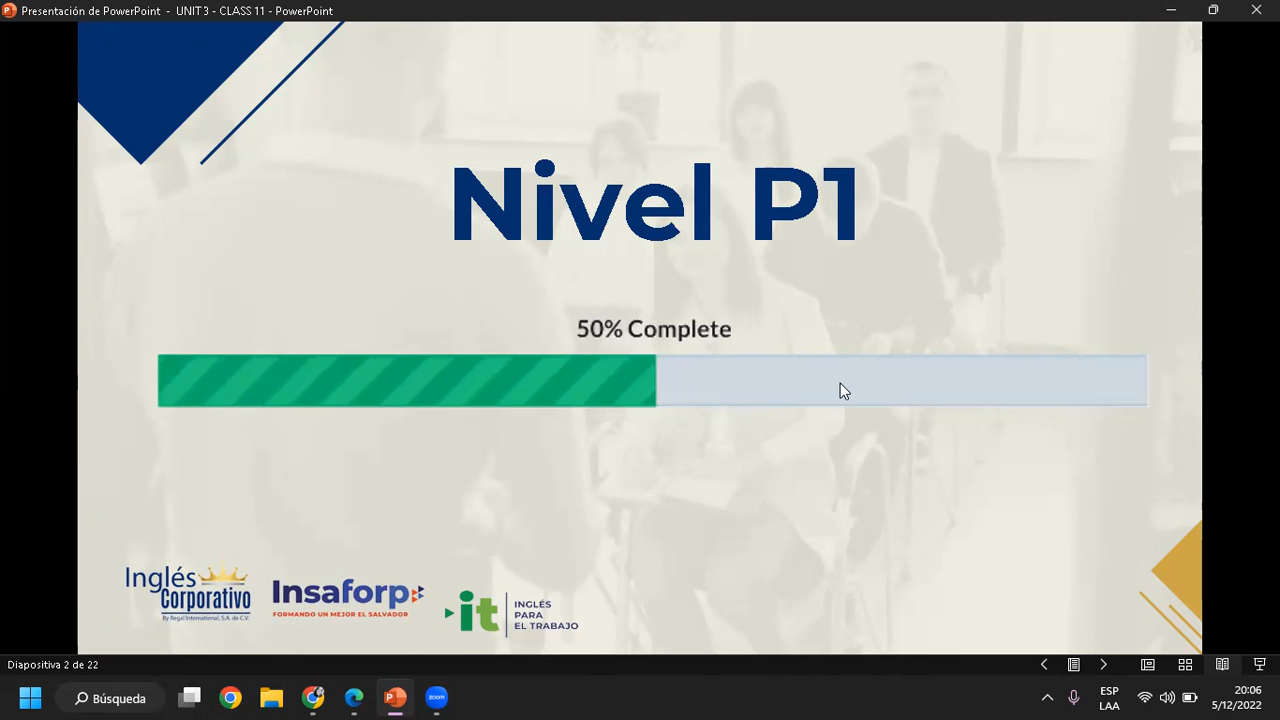 Presentación de PowerPoint - UNIT 3 - CLASS 11 - PowerPoint
Nivel P1
50% Complete
Inglés
Corporativo
By Regal International, S.A. de C.V.
Insaforp
FORMANDO UN MEJOR EL SALVADOR
it
INGLÉS
PARA
EL TRABAJO
Diapositiva 2 de 22
Búsqueda
zoom
ESP
LAA
20:06
5/12/2022